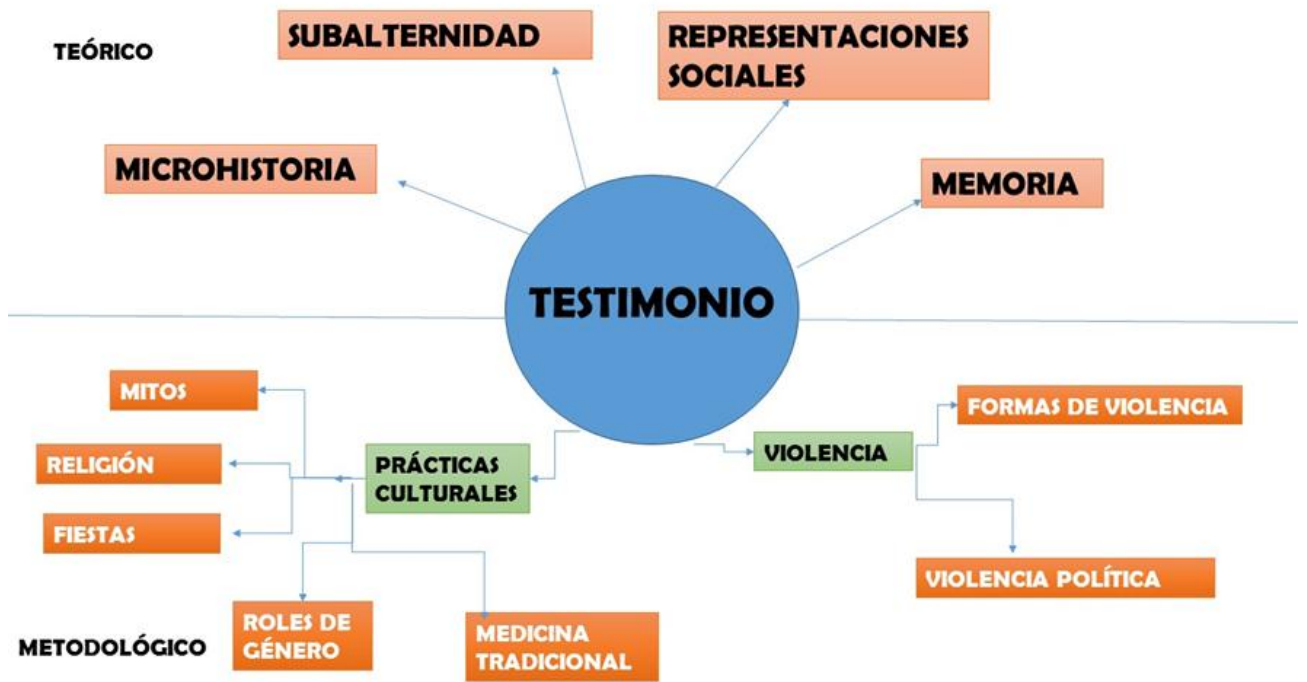 TEÓRICO
SUBALTERNIDAD
REPRESENTACIONES
SOCIALES
MICROHISTORIA
MEMORIA
TESTIMONIO
MITOS
RELIGIÓN
FIESTAS
PRÁCTICAS
CULTURALES
VIOLENCIA
FORMAS DE VIOLENCIA
VIOLENCIA POLÍTICA
ROLES DE
GÉNERO
MEDICINA
TRADICIONAL
METODOLÓGICO